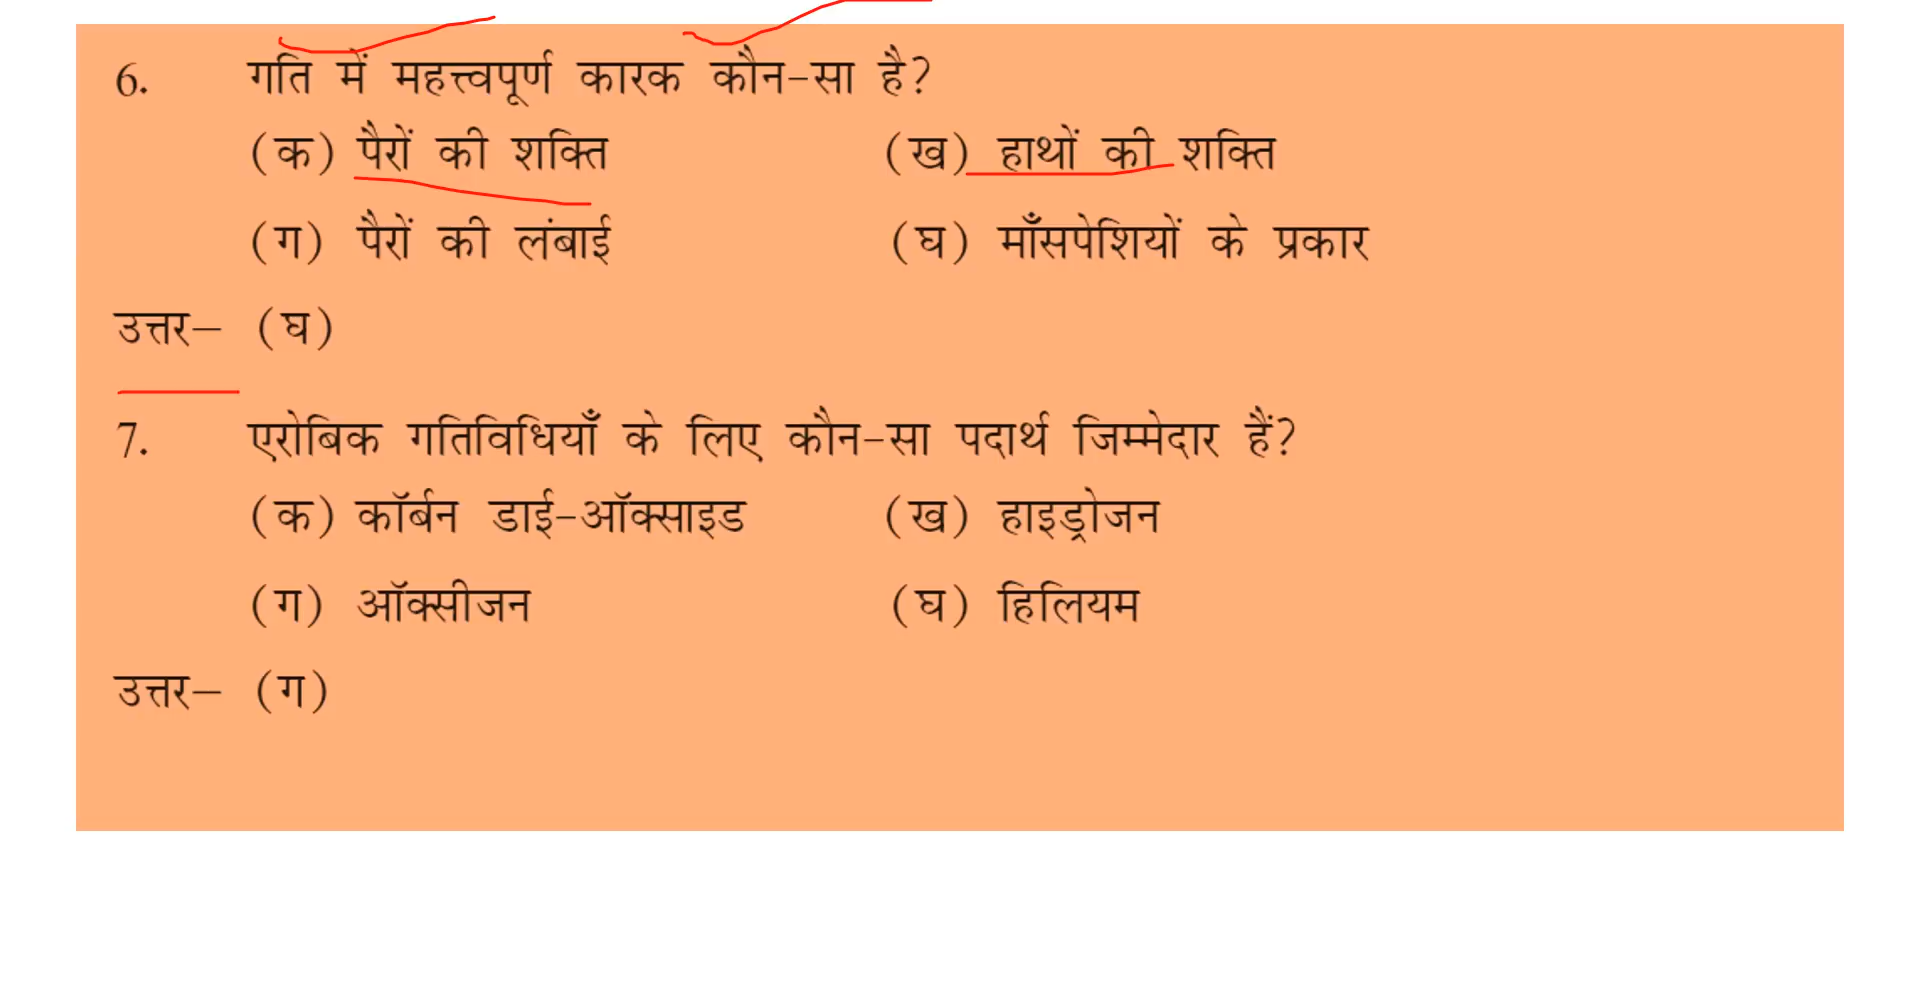 6. गति में महत्त्वपूर्ण कारक कौन-सा है?
(क) पैरों की शक्ति (ख) हाथों की शक्ति
(ग) पैरों की लंबाई (घ) माँसपेशियों के प्रकार
उत्तर– (घ)
7. एरोबिक गतिविधियाँ के लिए कौन-सा पदार्थ जिम्मेदार हैं?
(क) कॉर्बन डाई-ऑक्साइड (ख) हाइड्रोजन
(ग) ऑक्सीजन (घ) हिलियम
उत्तर– (ग)